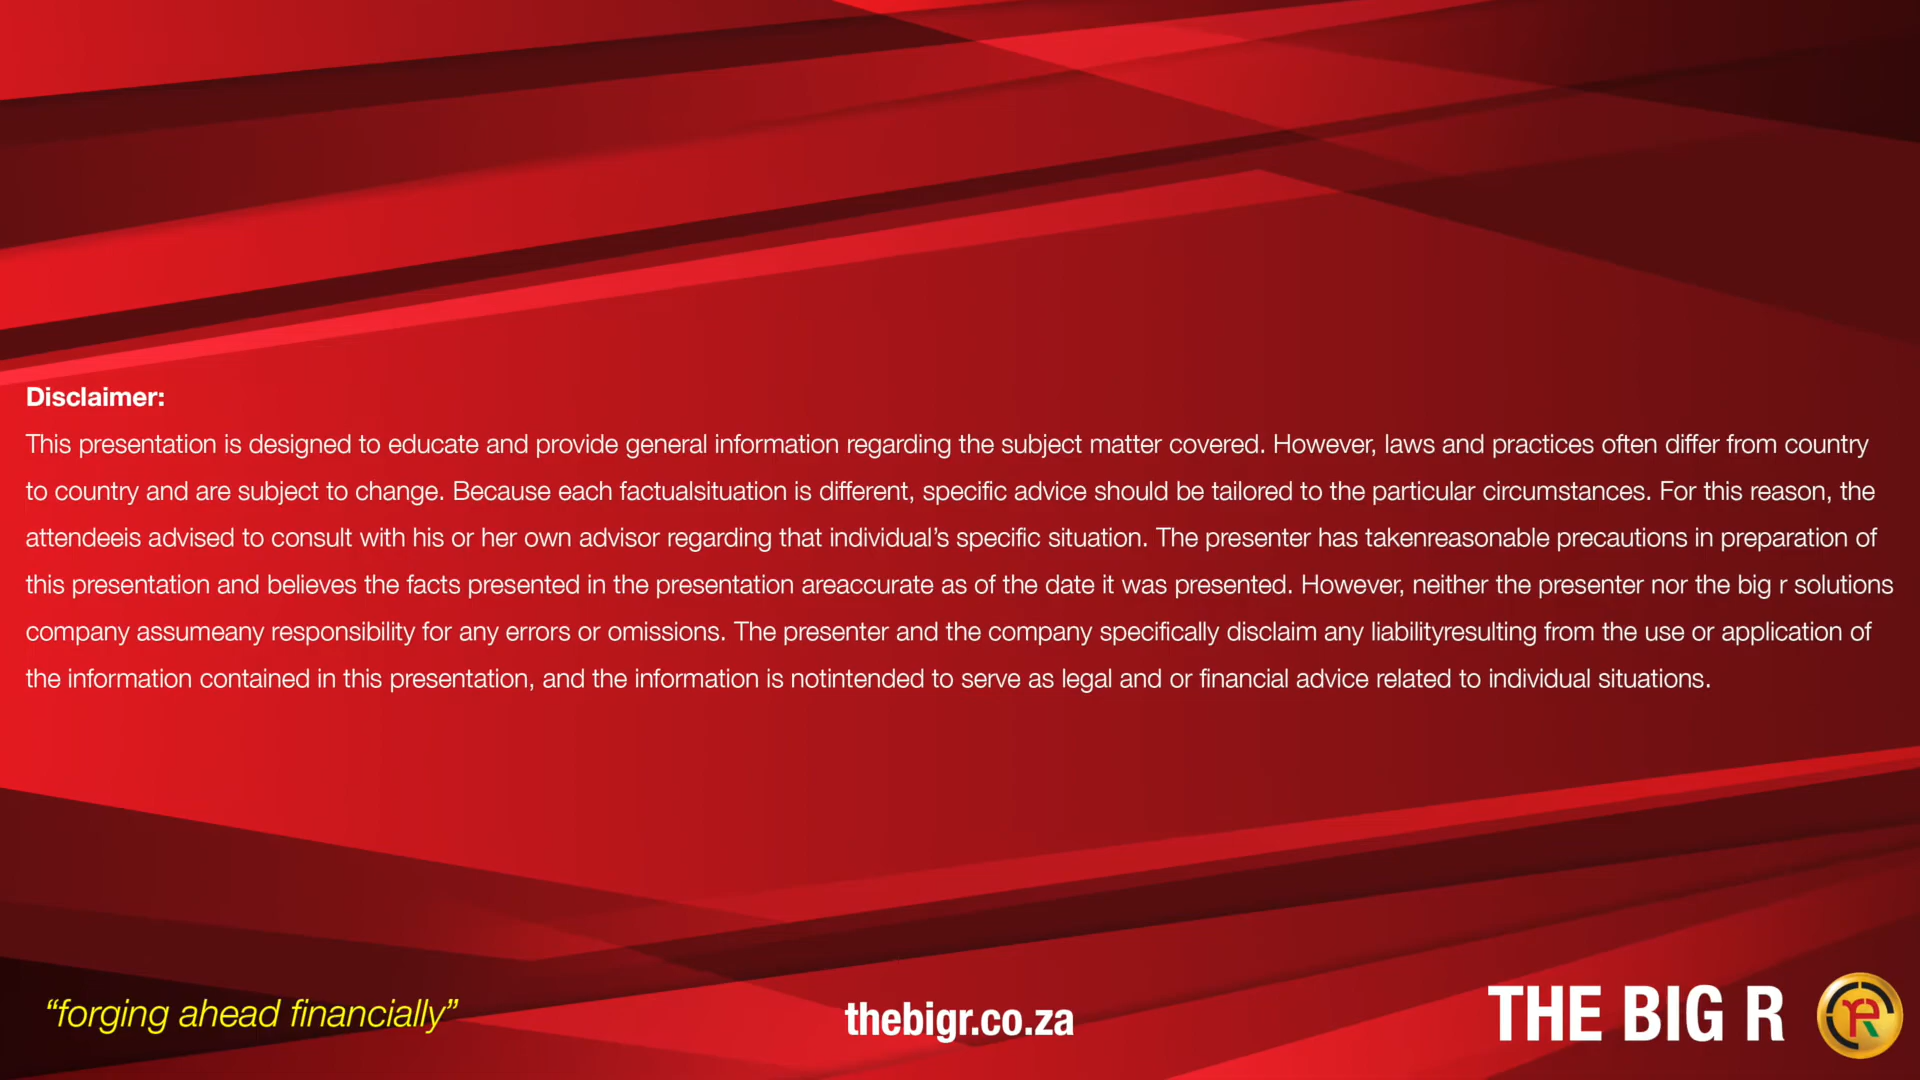 Disclaimer:
This presentation is designed to educate and provide general information regarding the subject matter covered. However, laws and practices often differ from country
to country and are subject to change. Because each factualsituation is different, specific advice should be tailored to the particular circumstances. For this reason, the
attendeeis advised to consult with his or her own advisor regarding that individual’s specific situation. The presenter has takenreasonable precautions in preparation of
this presentation and believes the facts presented in the presentation areaccurate as of the date it was presented. However, neither the presenter nor the big r solutions
company assumeany responsibility for any errors or omissions. The presenter and the company specifically disclaim any liabilityresulting from the use or application of
the information contained in this presentation, and the information is notintended to serve as legal and or financial advice related to individual situations.
“forging ahead financially”
thebigr.co.za
THE BIG R